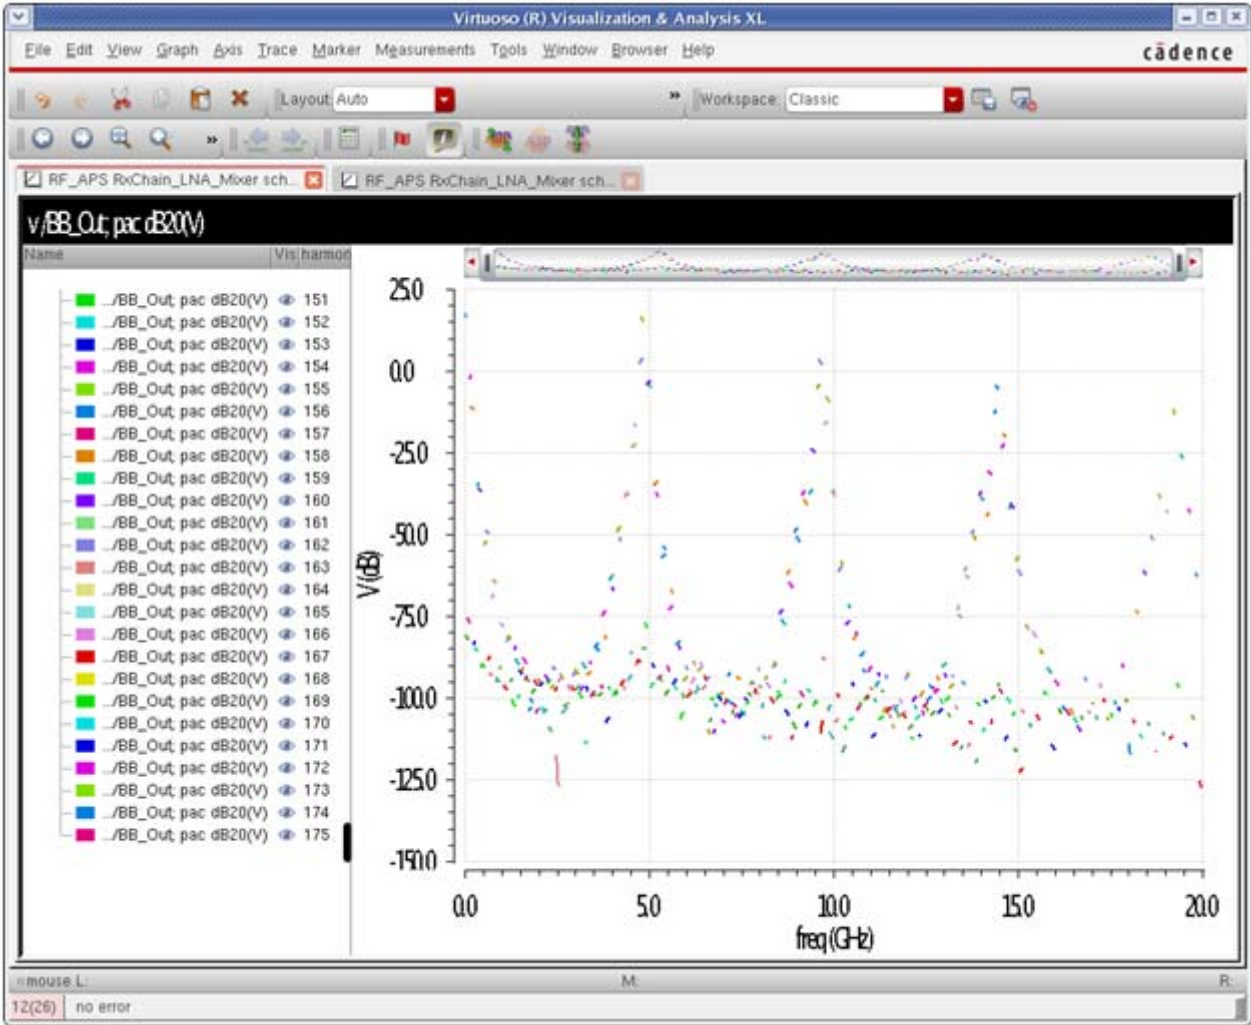 Virtuoso (R) Visualization & Analysis XL
File Edit View Graph Axis Trace Marker Measurements Tools Window Browser Help
cādence
Layout: Auto
» Workspace: Classic
»
RF_APS RxChain_LNA_Mixer sch...
RF_APS RxChain_LNA_Mixer sch...
v /BB_Out; pac dB20(V)
Name Vis harmon
.../BB_Out; pac dB20(V) 151
.../BB_Out; pac dB20(V) 152
.../BB_Out; pac dB20(V) 153
.../BB_Out; pac dB20(V) 154
.../BB_Out; pac dB20(V) 155
.../BB_Out; pac dB20(V) 156
.../BB_Out; pac dB20(V) 157
.../BB_Out; pac dB20(V) 158
.../BB_Out; pac dB20(V) 159
.../BB_Out; pac dB20(V) 160
.../BB_Out; pac dB20(V) 161
.../BB_Out; pac dB20(V) 162
.../BB_Out; pac dB20(V) 163
.../BB_Out; pac dB20(V) 164
.../BB_Out; pac dB20(V) 165
.../BB_Out; pac dB20(V) 166
.../BB_Out; pac dB20(V) 167
.../BB_Out; pac dB20(V) 168
.../BB_Out; pac dB20(V) 169
.../BB_Out; pac dB20(V) 170
.../BB_Out; pac dB20(V) 171
.../BB_Out; pac dB20(V) 172
.../BB_Out; pac dB20(V) 173
.../BB_Out; pac dB20(V) 174
.../BB_Out; pac dB20(V) 175
V (dB)
25.0
0.0
-25.0
-50.0
-75.0
-100.0
-125.0
-150.0
0.0 5.0 10.0 15.0 20.0
freq (GHz)
mouse L: M: R:
12(26) no error